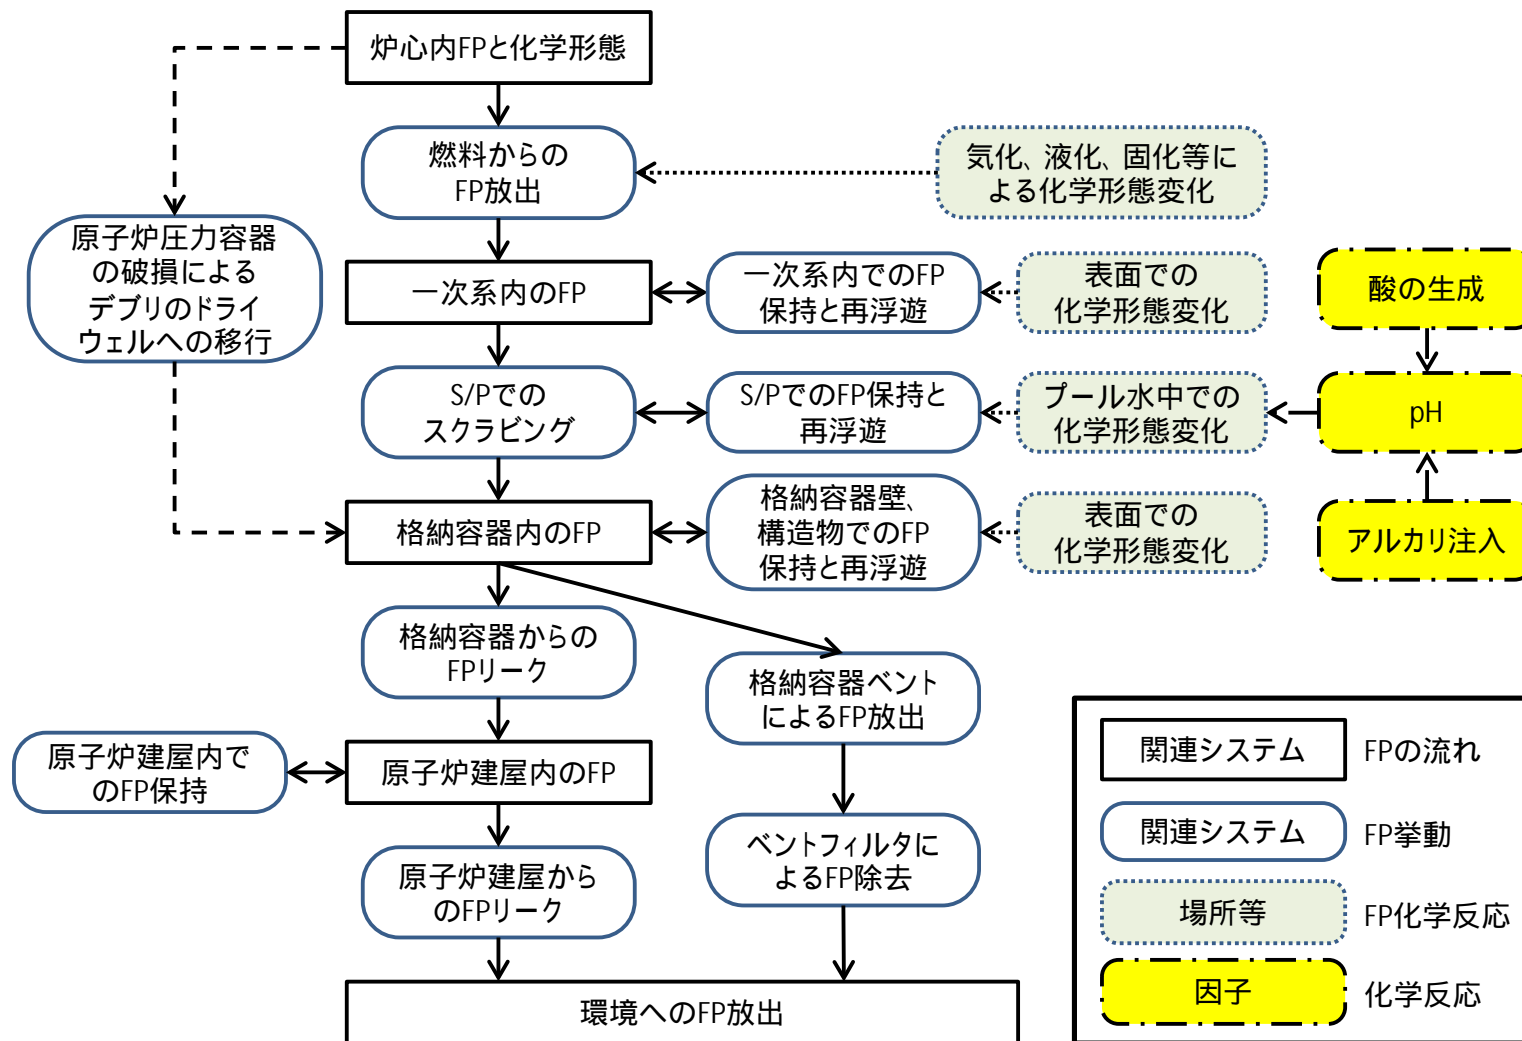 炉心内FPと化学形態
燃料からの
FP放出
気化、液化、固化等に
よる化学形態変化
原子炉圧力容器
の破損による
デブリのドライ
ウェルへの移行
一次系内のFP
一次系内でのFP
保持と再浮遊
表面での
化学形態変化
酸の生成
S/Pでの
スクラビング
S/PでのFP保持と
再浮遊
プール水中での
化学形態変化
pH
格納容器内のFP
格納容器壁、
構造物でのFP
保持と再浮遊
表面での
化学形態変化
アルカリ注入
格納容器からの
FPリーク
格納容器ベント
によるFP放出
原子炉建屋内で
のFP保持
原子炉建屋内のFP
原子炉建屋から
のFPリーク
ベントフィルタに
よるFP除去
環境へのFP放出
関連システム
FPの流れ
関連システム
FP挙動
場所等
FP化学反応
因子
化学反応